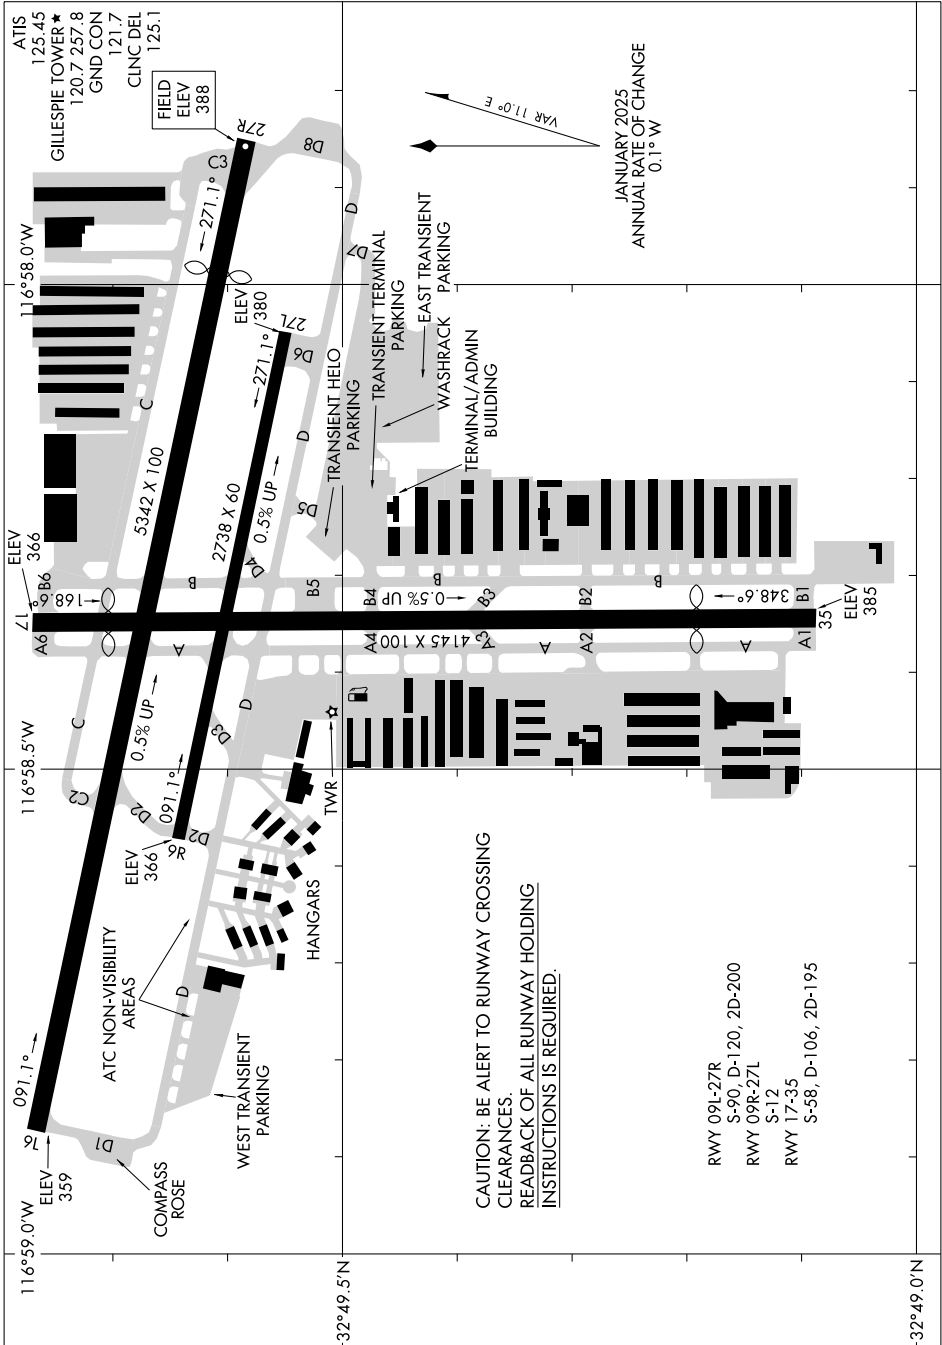 ATIS
125.45
GILLESPIE TOWER★
120.7 257.8
GND CON
121.7
CLNC DEL
125.1
FIELD
ELEV
388
27R
C3
D8
271.1°
VAR 11.0° E
JANUARY 2025
ANNUAL RATE OF CHANGE
0.1° W
116°58.0'W
D
D7
ELEV
380
27L
271.1°
D6
C
D
TRANSIENT HELO
PARKING
TRANSIENT TERMINAL
PARKING
EAST TRANSIENT
PARKING
WASHRACK
TERMINAL/ADMIN
BUILDING
5342 X 100
2738 X 60
0.5% UP
D5
D4
ELEV
366
B6
168.6°
B
B5
B4
B
0.5% UP
B3
B2
B
348.6°
B1
17
35
ELEV
385
A6
A
A4
4145 X 100
A3
A
A2
A
A1
C
0.5% UP
D
D3
116°58.5'W
C2
D2
091.1°
D2
9R
ELEV
366
TWR
HANGARS
ATC NON-VISIBILITY
AREAS
D
WEST TRANSIENT
PARKING
091.1°
9L
D1
ELEV
359
COMPASS
ROSE
116°59.0'W
CAUTION: BE ALERT TO RUNWAY CROSSING
CLEARANCES.
READBACK OF ALL RUNWAY HOLDING
INSTRUCTIONS IS REQUIRED.
RWY 09L-27R
S-90, D-120, 2D-200
RWY 09R-27L
S-12
RWY 17-35
S-58, D-106, 2D-195
32°49.5'N
32°49.0'N